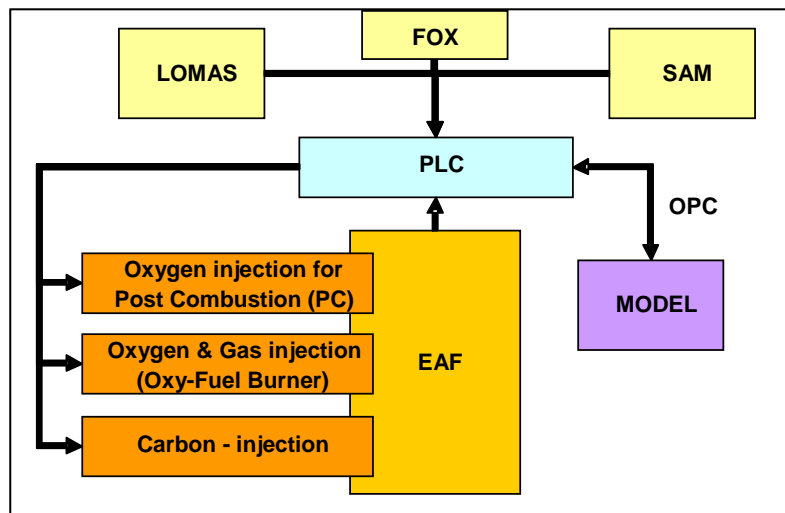 FOX
LOMAS
SAM
PLC
OPC
Oxygen injection for
Post Combustion (PC)
MODEL
Oxygen & Gas injection
(Oxy-Fuel Burner)
EAF
Carbon - injection